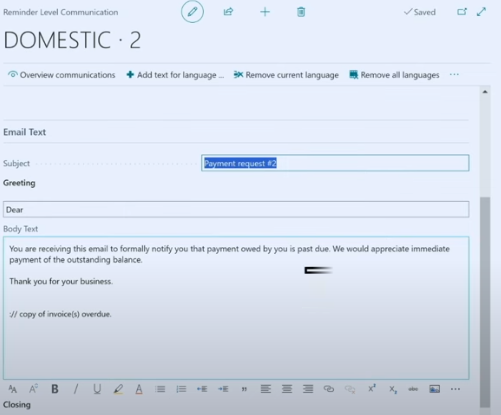 Reminder Level Communication
Saved
DOMESTIC · 2
Overview communications
Add text for language ...
Remove current language
Remove all languages
...
Email Text
Subject
Payment request #2
Greeting
Dear
Body Text
You are receiving this email to formally notify you that payment owed by you is past due. We would appreciate immediate
payment of the outstanding balance.
Thank you for your business.
:// copy of invoice(s) overdue.
Closing